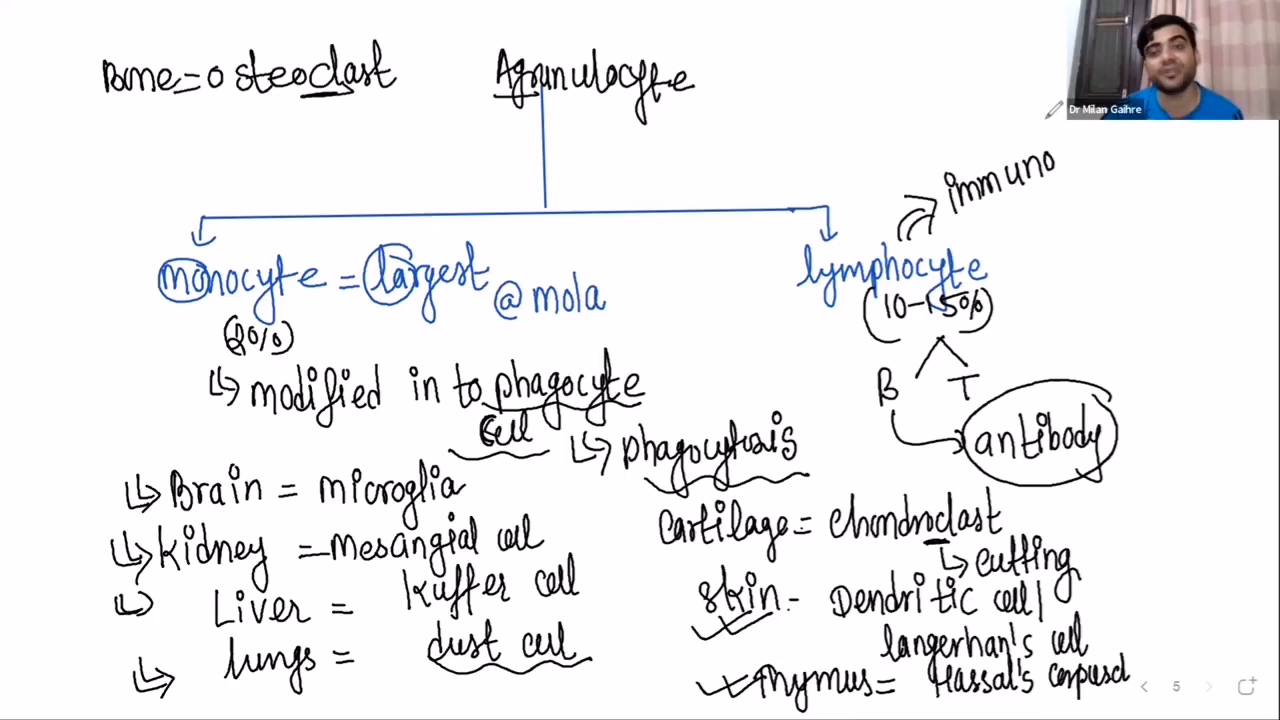 Bone = osteoclast
Agranulocyte
Dr Milan Gaihre
immuno
monocyte = largest @ mola
lymphocyte
(10-15%)
B T
antibody
modified in to phagocyte
cell
phagocytosis
Brain = microglia
Kidney = Mesangial cell
Liver = Kuffer cell
lungs = dust cell
Cartilage = Chondroclast
cutting
Skin - Dendritic cell/
langerhan's cell
Thymus = Hassal's
5